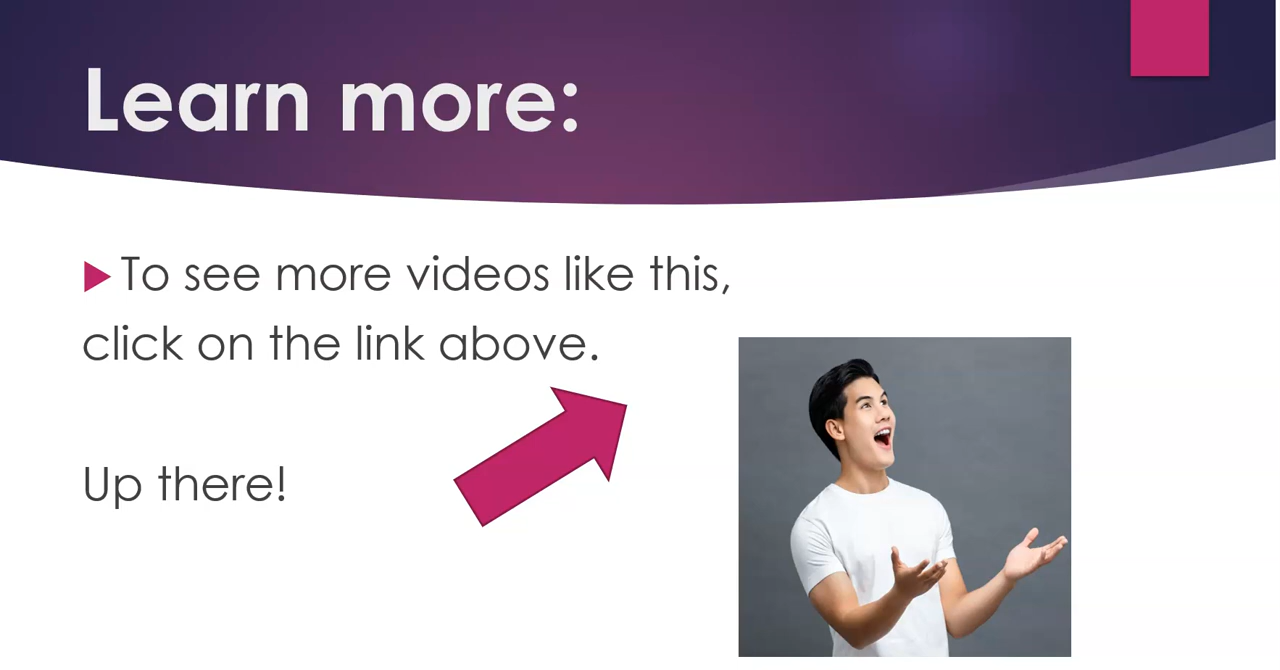 Learn more:
To see more videos like this,
click on the link above.
Up there!